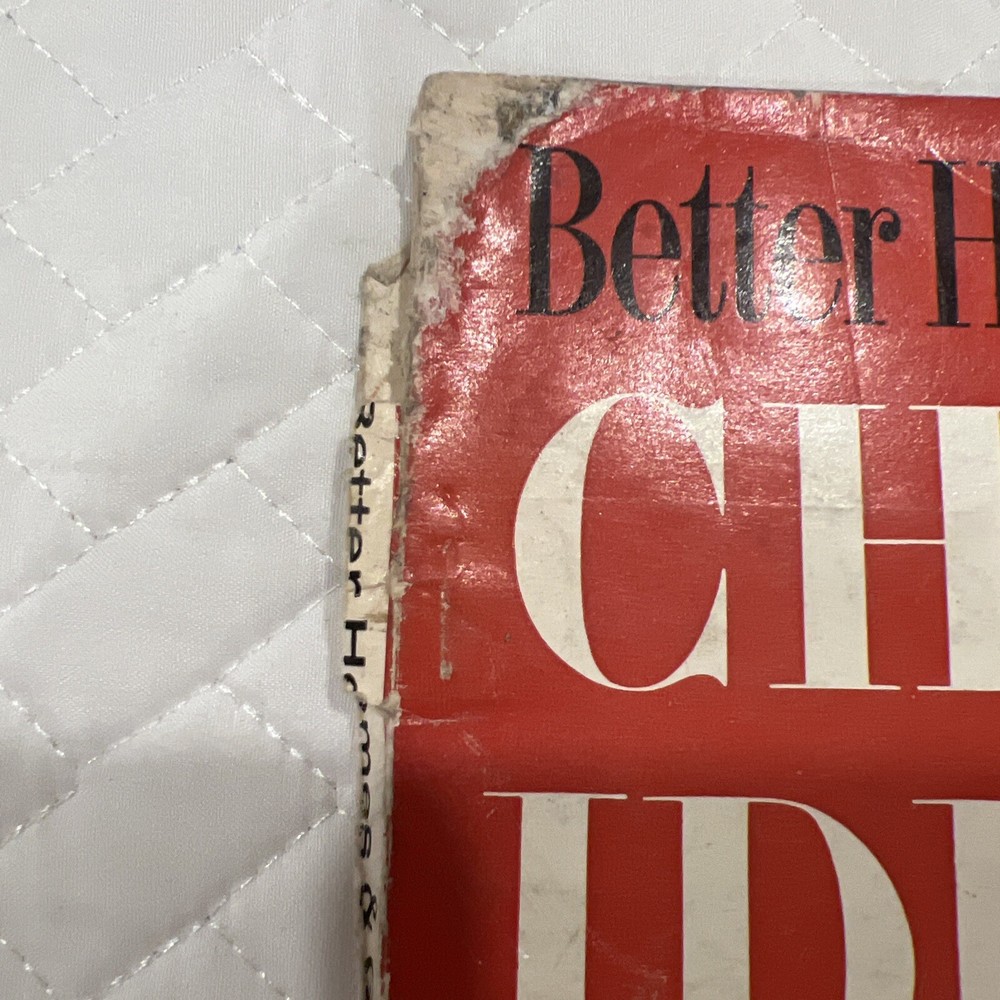 Better H
CH
ID
Better Homes &